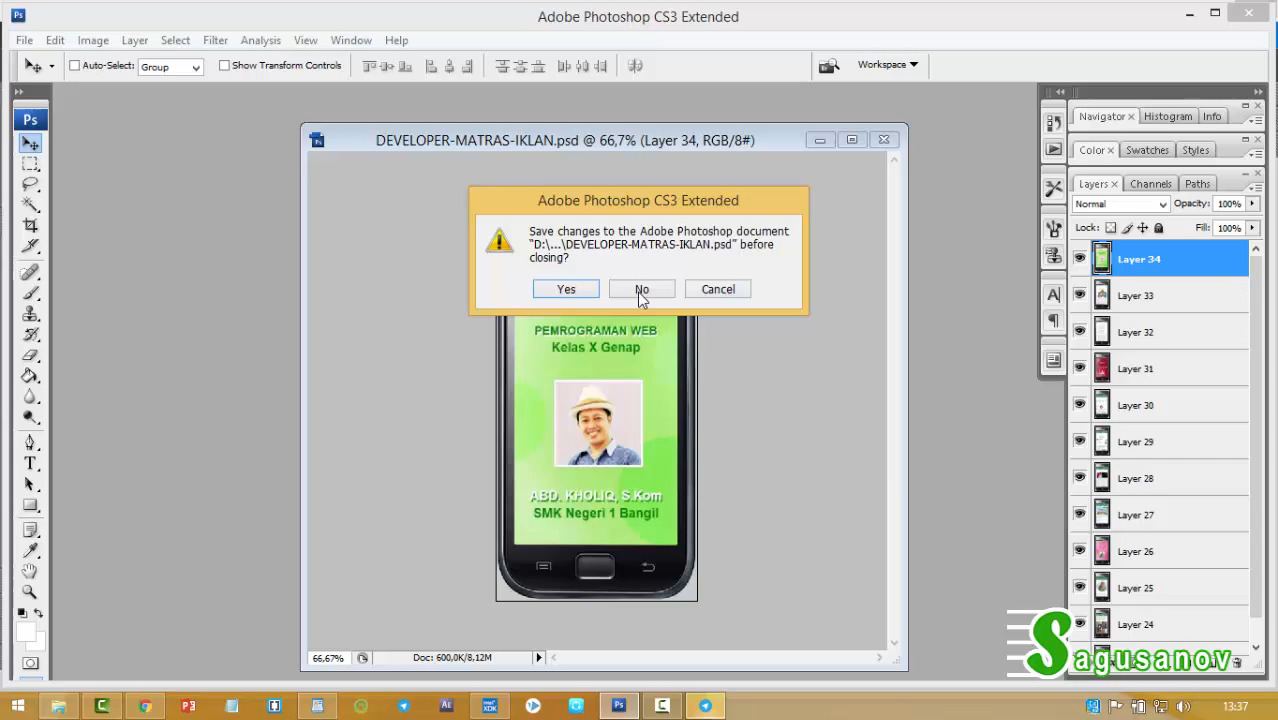 Ps
Adobe Photoshop CS3 Extended
File Edit Image Layer Select Filter Analysis View Window Help
Auto-Select: Group Show Transform Controls Workspace
Ps
DEVELOPER-MATRAS-IKLAN.psd @ 66,7% (Layer 34, RGB/8#)
Adobe Photoshop CS3 Extended
Save changes to the Adobe Photoshop document
“D:\...\DEVELOPER-MATRAS-IKLAN.psd” before
closing?
Yes No Cancel
PEMROGRAMAN WEB
Kelas X Genap
ABD. KHOLIQ, S.Kom
SMK Negeri 1 Bangil
66,67% Doc: 600,0K/8,12M
Navigator x Histogram Info
Color x Swatches Styles
Layers x Channels Paths
Normal Opacity: 100%
Lock: Fill: 100%
Layer 34
Layer 33
Layer 32
Layer 31
Layer 30
Layer 29
Layer 28
Layer 27
Layer 26
Layer 25
Layer 24
Sagusanov
13:37